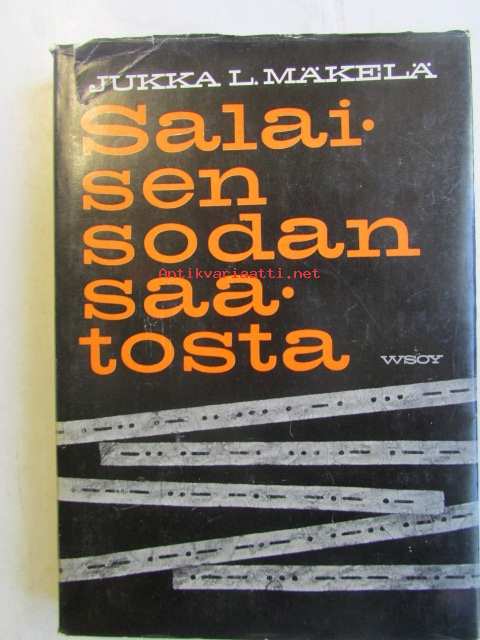 JUKKA L. MÄKELÄ
Salai-
sen
sodan
saa-
tosta
WSOY
Antikvariaatti.net